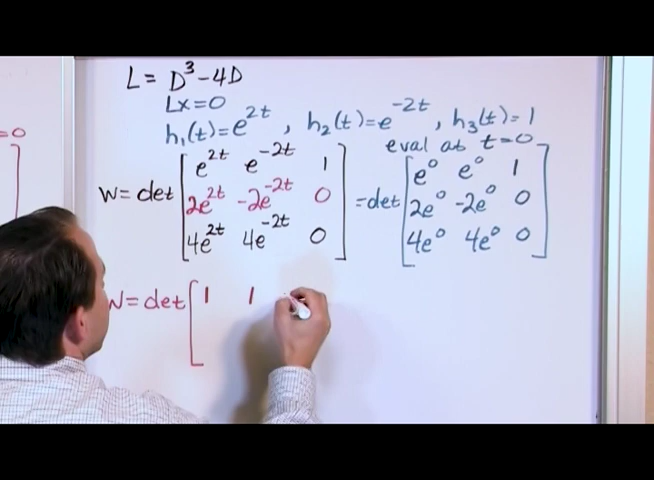 L = D³-4D
=0
Lx=0
h₁(t)=e^{2t}, h₂(t)=e^{-2t}, h₃(t)=1
eval at t=0
W=det [e^{2t} e^{-2t} 1 =det [e⁰ e⁰ 1
2e^{2t} -2e^{-2t} 0 2e⁰ -2e⁰ 0
4e^{2t} 4e^{-2t} 0] 4e⁰ 4e⁰ 0]
W=det [1 1